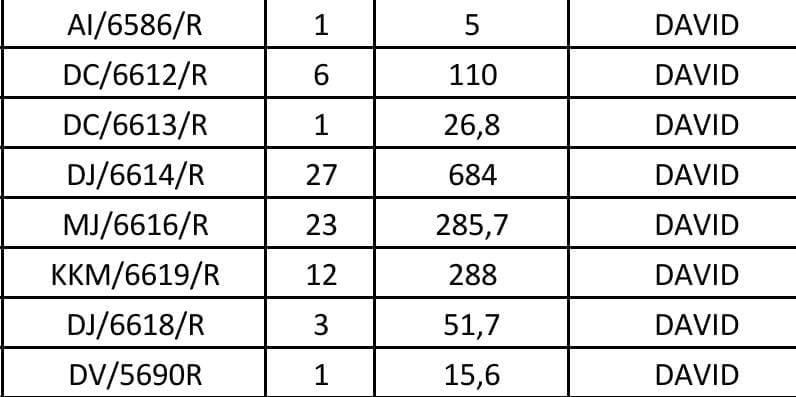 AI/6586/R 1 5 DAVID
DC/6612/R 6 110 DAVID
DC/6613/R 1 26,8 DAVID
DJ/6614/R 27 684 DAVID
MJ/6616/R 23 285,7 DAVID
KKM/6619/R 12 288 DAVID
DJ/6618/R 3 51,7 DAVID
DV/5690R 1 15,6 DAVID